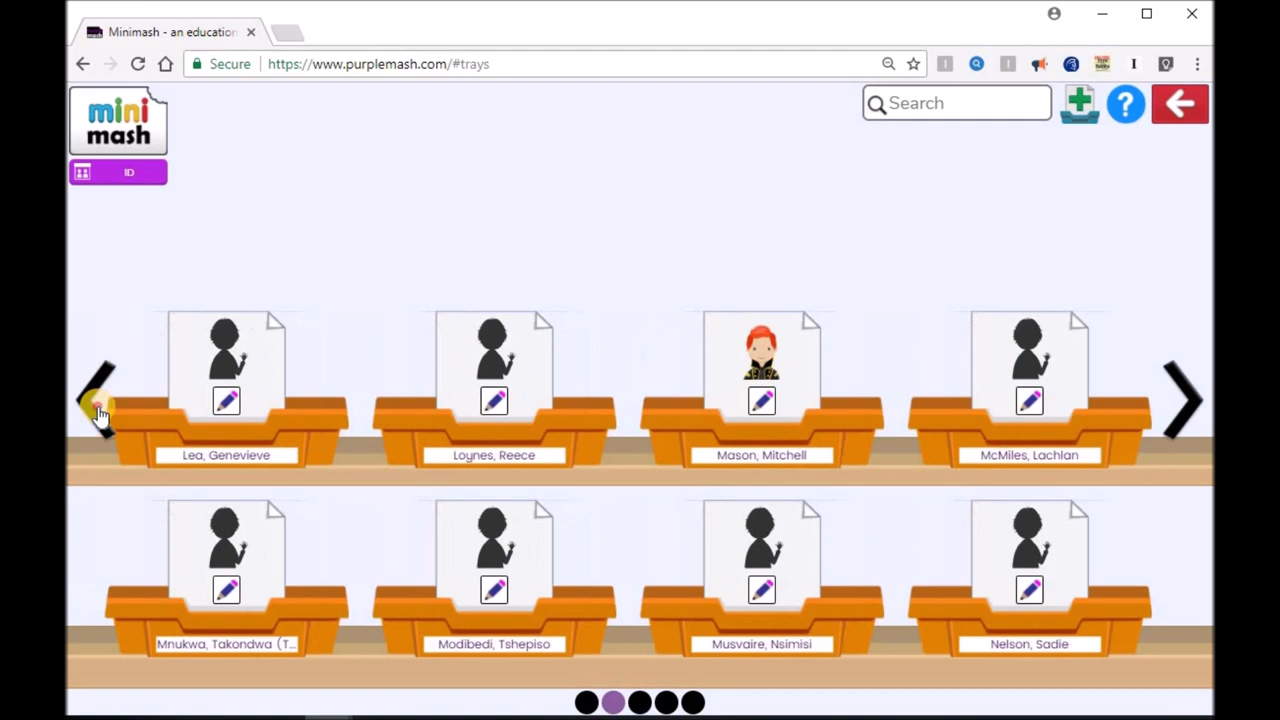 Minimash - an education
Secure https://www.purplemash.com/#trays
mini
mash
Search
1D
Lea, Genevieve
Loynes, Reece
Mason, Mitchell
McMiles, Lachlan
Mnukwa, Takondwa (T...
Modibedi, Tshepiso
Musvaire, Nsimisi
Nelson, Sadie